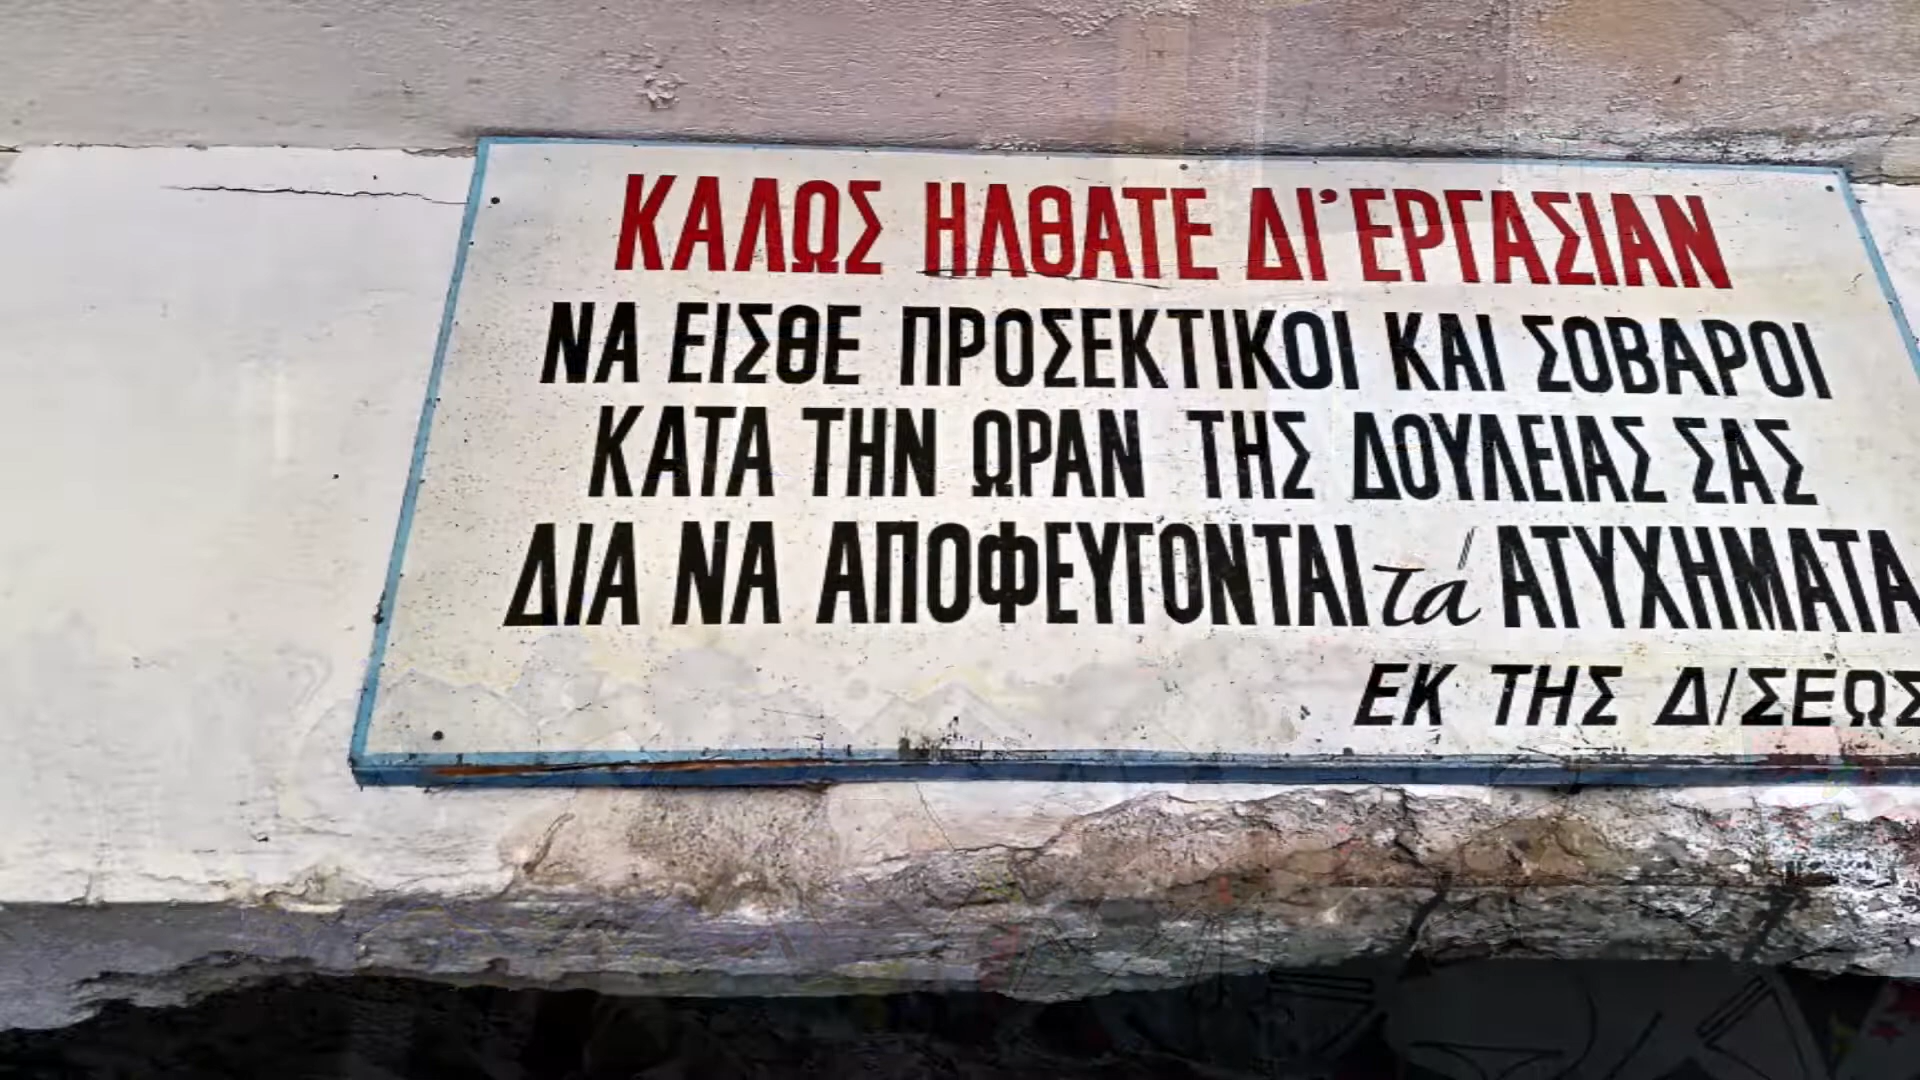 ΚΑΛΩΣ ΗΛΘΑΤΕ ΔΙ'ΕΡΓΑΣΙΑΝ
ΝΑ ΕΙΣΘΕ ΠΡΟΣΕΚΤΙΚΟΙ ΚΑΙ ΣΟΒΑΡΟΙ
ΚΑΤΑ ΤΗΝ ΩΡΑΝ ΤΗΣ ΔΟΥΛΕΙΑΣ ΣΑΣ
ΔΙΑ ΝΑ ΑΠΟΦΕΥΓΟΝΤΑΙ τά ΑΤΥΧΗΜΑΤΑ
ΕΚ ΤΗΣ Δ/ΣΕΩΣ